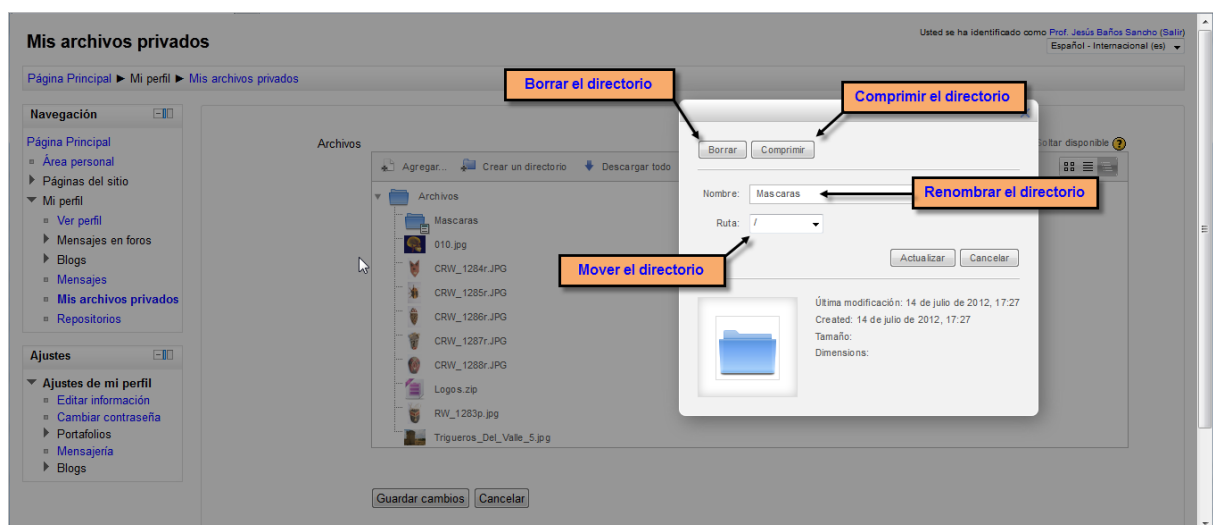 Mis archivos privados
Usted se ha identificado como Prof. Jesús Baños Sancho (Salir)
Español - Internacional (es)
Página Principal ► Mi perfil ► Mis archivos privados
Borrar el directorio
Comprimir el directorio
Navegación
Página Principal
Área personal
Páginas del sitio
Mi perfil
Ver perfil
Mensajes en foros
Blogs
Mensajes
Mis archivos privados
Repositorios
Ajustes
Ajustes de mi perfil
Editar información
Cambiar contraseña
Portafolios
Mensajería
Blogs
Archivos
Soltar disponible
Agregar... Crear un directorio Descargar todo
Archivos
Mascaras
010.jpg
CRW_1284r.JPG
CRW_1285r.JPG
CRW_1286r.JPG
CRW_1287r.JPG
CRW_1288r.JPG
Logos.zip
RW_1283p.jpg
Trigueros_Del_Valle_5.jpg
Borrar Comprimir
Nombre: Mascaras
Renombrar el directorio
Ruta: /
Mover el directorio
Actualizar Cancelar
Última modificación: 14 de julio de 2012, 17:27
Created: 14 de julio de 2012, 17:27
Tamaño:
Dimensions:
Guardar cambios Cancelar